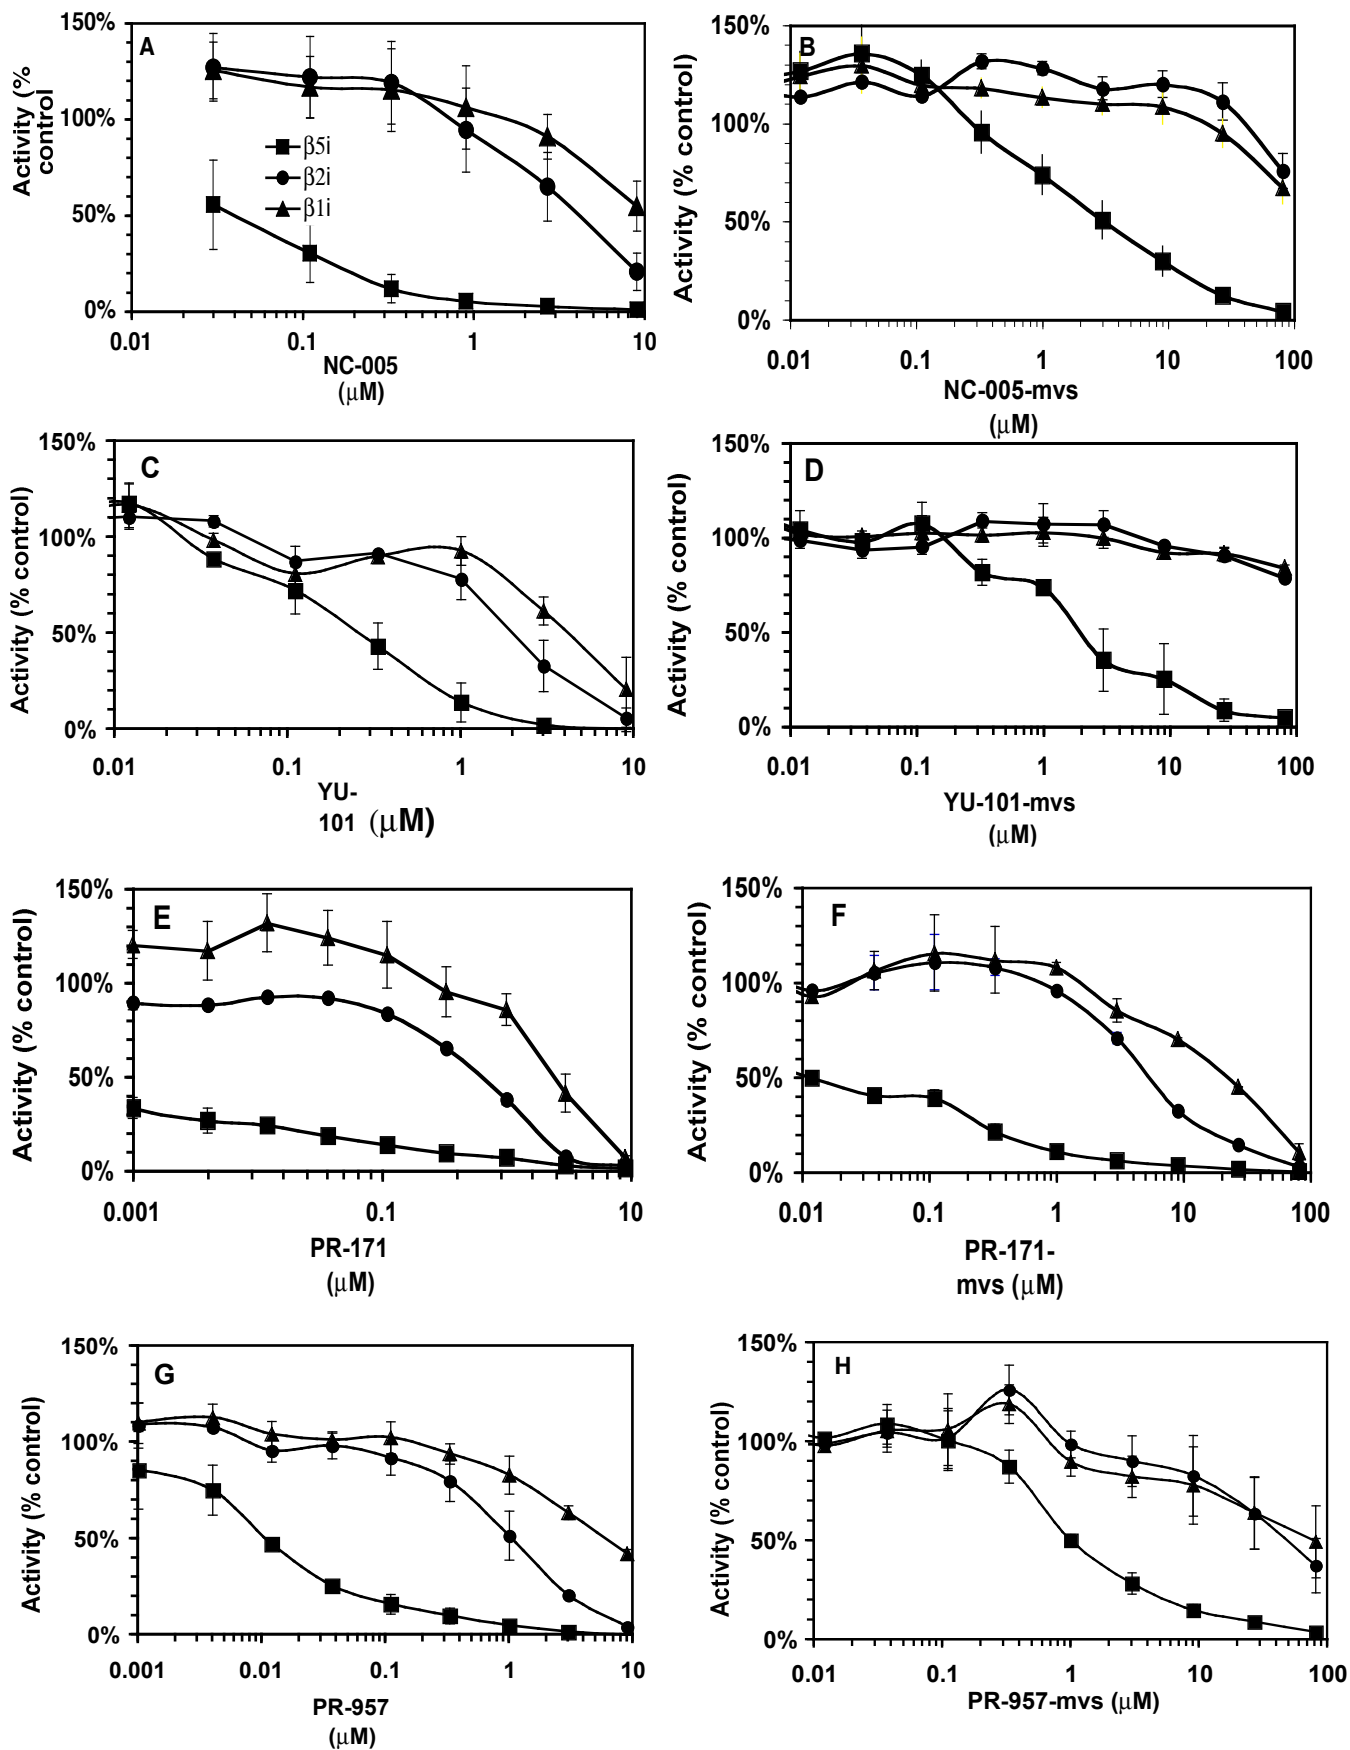 150%
A
100%
50%
0%
Activity (%
control
β5i
β2i
β1i
0.01
0.1
1
10
NC-005
(μM)
150%
B
100%
50%
0%
Activity (% control)
0.01
0.1
1
10
100
NC-005-mvs
(μM)
150%
C
100%
50%
0%
Activity (% control)
0.01
0.1
1
10
YU-
101 (μM)
150%
D
100%
50%
0%
Activity (% control)
0.01
0.1
1
10
100
YU-101-mvs
(μM)
150%
E
100%
50%
0%
Activity (% control)
0.001
0.1
10
PR-171
(μM)
150%
F
100%
50%
0%
Activity (% control)
0.01
0.1
1
10
100
PR-171-
mvs (μM)
150%
G
100%
50%
0%
Activity (% control)
0.001
0.01
0.1
1
10
PR-957
(μM)
150%
H
100%
50%
0%
Activity (% control)
0.01
0.1
1
10
100
PR-957-mvs (μM)